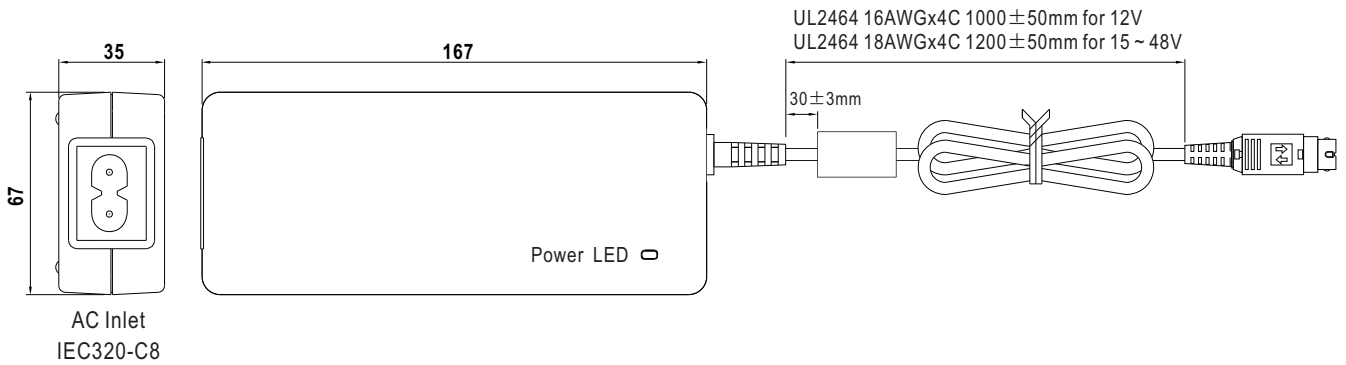 UL2464 16AWGx4C 1000±50mm for 12V
UL2464 18AWGx4C 1200±50mm for 15 ~ 48V
35
167
30±3mm
67
Power LED
AC Inlet
IEC320-C8